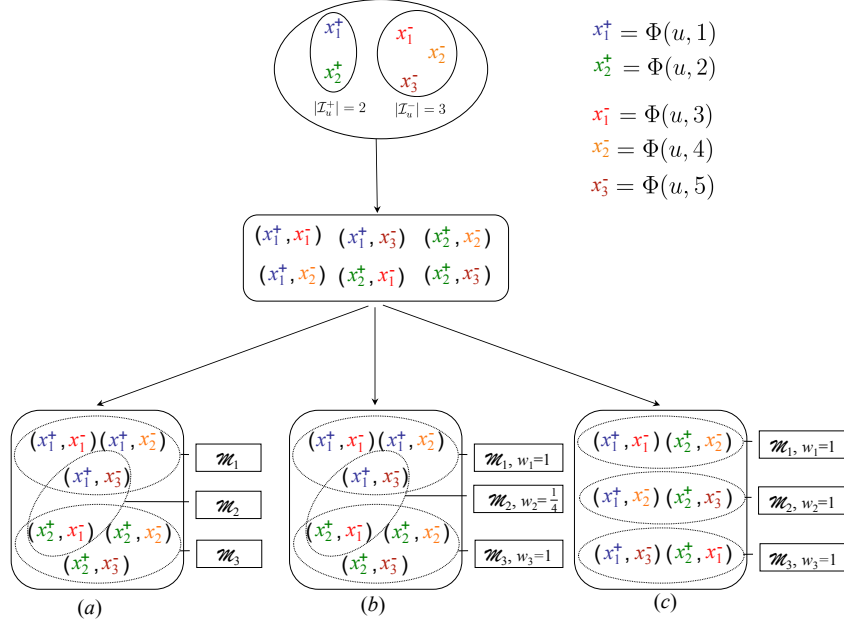 x₁⁺ x₁⁻
x₂⁻
x₂⁺ x₃⁻
|ℐᵤ⁺| = 2 |ℐᵤ⁻| = 3
x₁⁺ = Φ(u, 1)
x₂⁺ = Φ(u, 2)
x₁⁻ = Φ(u, 3)
x₂⁻ = Φ(u, 4)
x₃⁻ = Φ(u, 5)
(x₁⁺, x₁⁻) (x₁⁺, x₃⁻) (x₂⁺, x₂⁻)
(x₁⁺, x₂⁻) (x₂⁺, x₁⁻) (x₂⁺, x₃⁻)
(x₁⁺, x₁⁻)(x₁⁺, x₂⁻)
(x₁⁺, x₃⁻)
(x₂⁺, x₁⁻) (x₂⁺, x₂⁻)
(x₂⁺, x₃⁻)
ℳ₁
ℳ₂
ℳ₃
(a)
(x₁⁺, x₁⁻)(x₁⁺, x₂⁻)
(x₁⁺, x₃⁻)
(x₂⁺, x₁⁻) (x₂⁺, x₂⁻)
(x₂⁺, x₃⁻)
ℳ₁, w₁=1
ℳ₂, w₂=1/4
ℳ₃, w₃=1
(b)
(x₁⁺, x₁⁻)(x₂⁺, x₂⁻)
(x₁⁺, x₂⁻)(x₂⁺, x₃⁻)
(x₁⁺, x₃⁻)(x₂⁺, x₁⁻)
ℳ₁, w₁=1
ℳ₂, w₂=1
ℳ₃, w₃=1
(c)